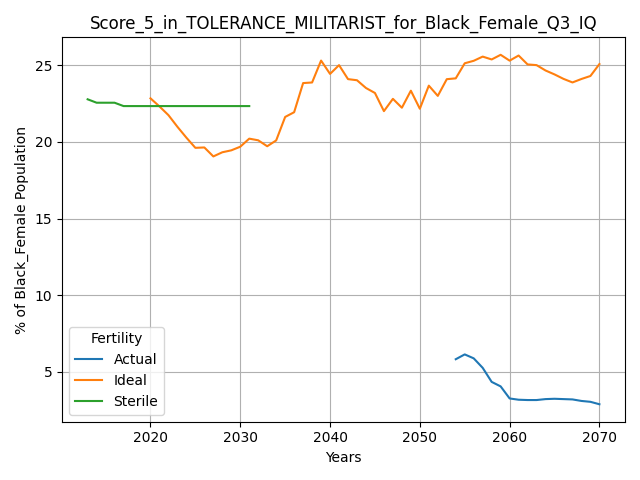 Score_5_in_TOLERANCE_MILITARIST_for_Black_Female_Q3_IQ
% of Black_Female Population
25
20
15
10
5
Fertility
Actual
Ideal
Sterile
2020 2030 2040 2050 2060 2070
Years